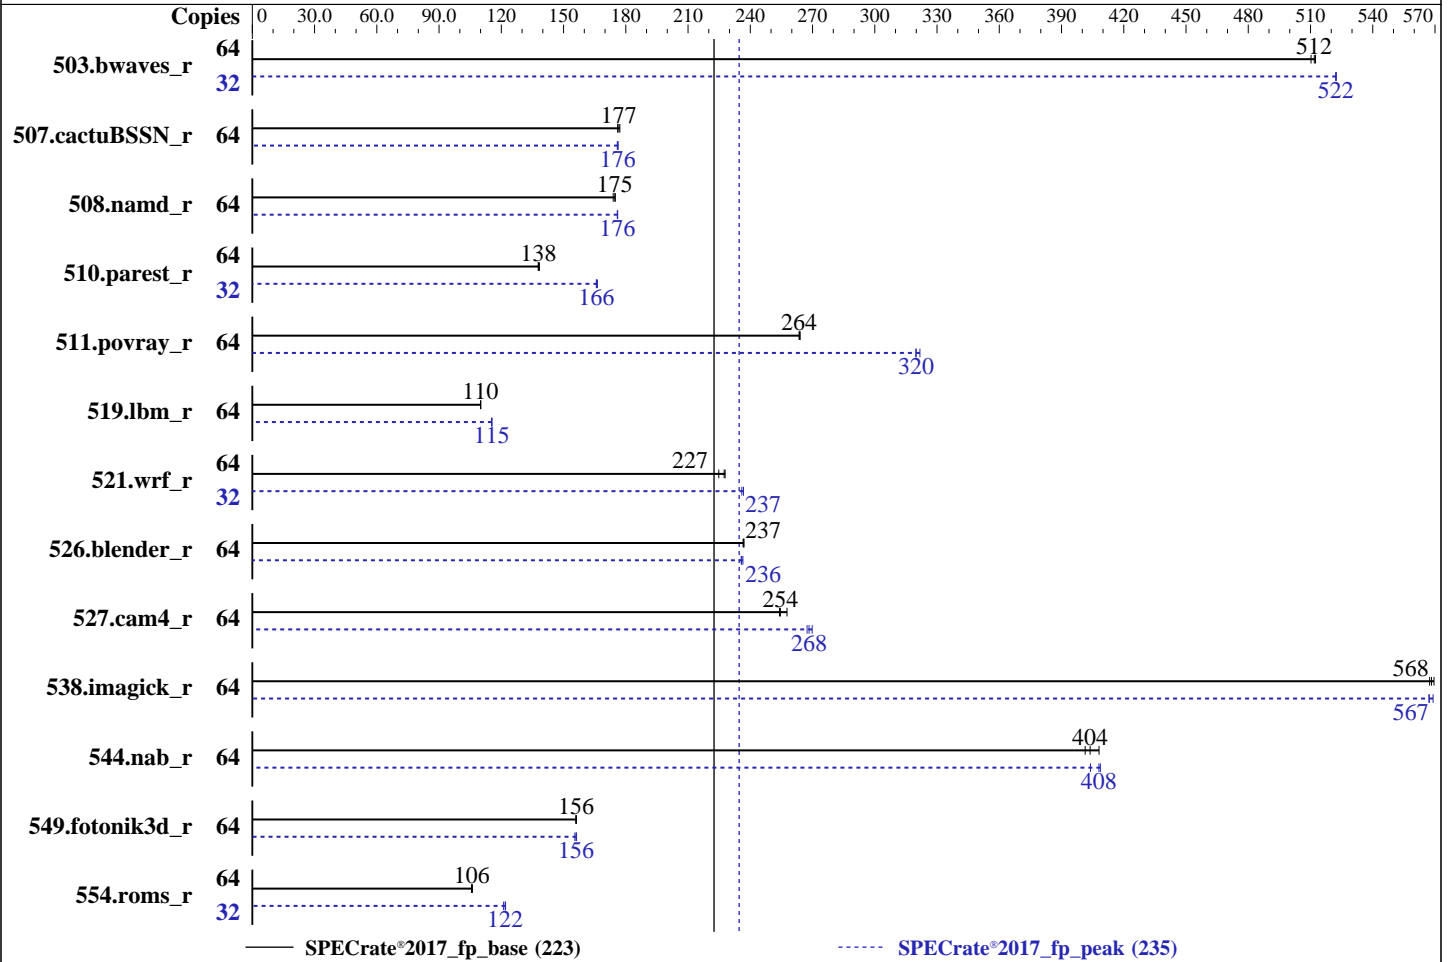 Copies 0 30.0 60.0 90.0 120 150 180 210 240 270 300 330 360 390 420 450 480 510 540 570
503.bwaves_r 64 512
32 522
507.cactuBSSN_r 64 177
176
508.namd_r 64 175
176
510.parest_r 64 138
32 166
511.povray_r 64 264
320
519.lbm_r 64 110
115
521.wrf_r 64 227
32 237
526.blender_r 64 237
236
527.cam4_r 64 254
268
538.imagick_r 64 568
567
544.nab_r 64 404
408
549.fotonik3d_r 64 156
156
554.roms_r 64 106
32 122
SPECrate®2017_fp_base (223) SPECrate®2017_fp_peak (235)